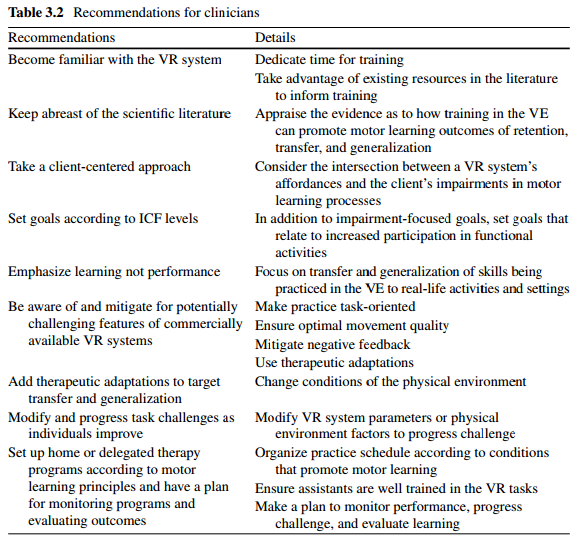 Table 3.2 Recommendations for clinicians
Recommendations Details
Become familiar with the VR system Dedicate time for training
Take advantage of existing resources in the literature
to inform training
Keep abreast of the scientific literature Appraise the evidence as to how training in the VE
can promote motor learning outcomes of retention,
transfer, and generalization
Take a client-centered approach Consider the intersection between a VR system's
affordances and the client's impairments in motor
learning processes
Set goals according to ICF levels In addition to impairment-focused goals, set goals that
relate to increased participation in functional
activities
Emphasize learning not performance Focus on transfer and generalization of skills being
practiced in the VE to real-life activities and settings
Be aware of and mitigate for potentially Make practice task-oriented
challenging features of commercially Ensure optimal movement quality
available VR systems Mitigate negative feedback
Use therapeutic adaptations
Add therapeutic adaptations to target Change conditions of the physical environment
transfer and generalization
Modify and progress task challenges as Modify VR system parameters or physical
individuals improve environment factors to progress challenge
Set up home or delegated therapy Organize practice schedule according to conditions
programs according to motor that promote motor learning
learning principles and have a plan Ensure assistants are well trained in the VR tasks
for monitoring programs and Make a plan to monitor performance, progress
evaluating outcomes challenge, and evaluate learning